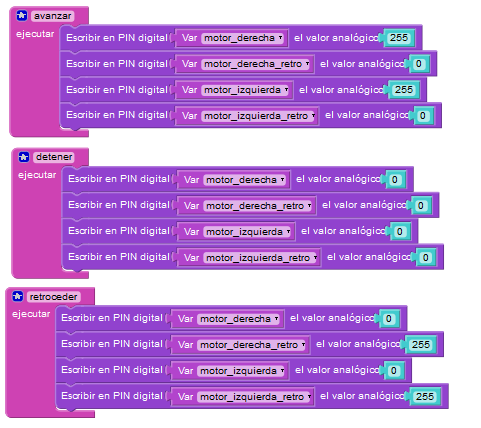 avanzar
ejecutar Escribir en PIN digital Var motor_derecha el valor analógico 255
Escribir en PIN digital Var motor_derecha_retro el valor analógico 0
Escribir en PIN digital Var motor_izquierda el valor analógico 255
Escribir en PIN digital Var motor_izquierda_retro el valor analógico 0
detener
ejecutar Escribir en PIN digital Var motor_derecha el valor analógico 0
Escribir en PIN digital Var motor_derecha_retro el valor analógico 0
Escribir en PIN digital Var motor_izquierda el valor analógico 0
Escribir en PIN digital Var motor_izquierda_retro el valor analógico 0
retroceder
ejecutar Escribir en PIN digital Var motor_derecha el valor analógico 0
Escribir en PIN digital Var motor_derecha_retro el valor analógico 255
Escribir en PIN digital Var motor_izquierda el valor analógico 0
Escribir en PIN digital Var motor_izquierda_retro el valor analógico 255